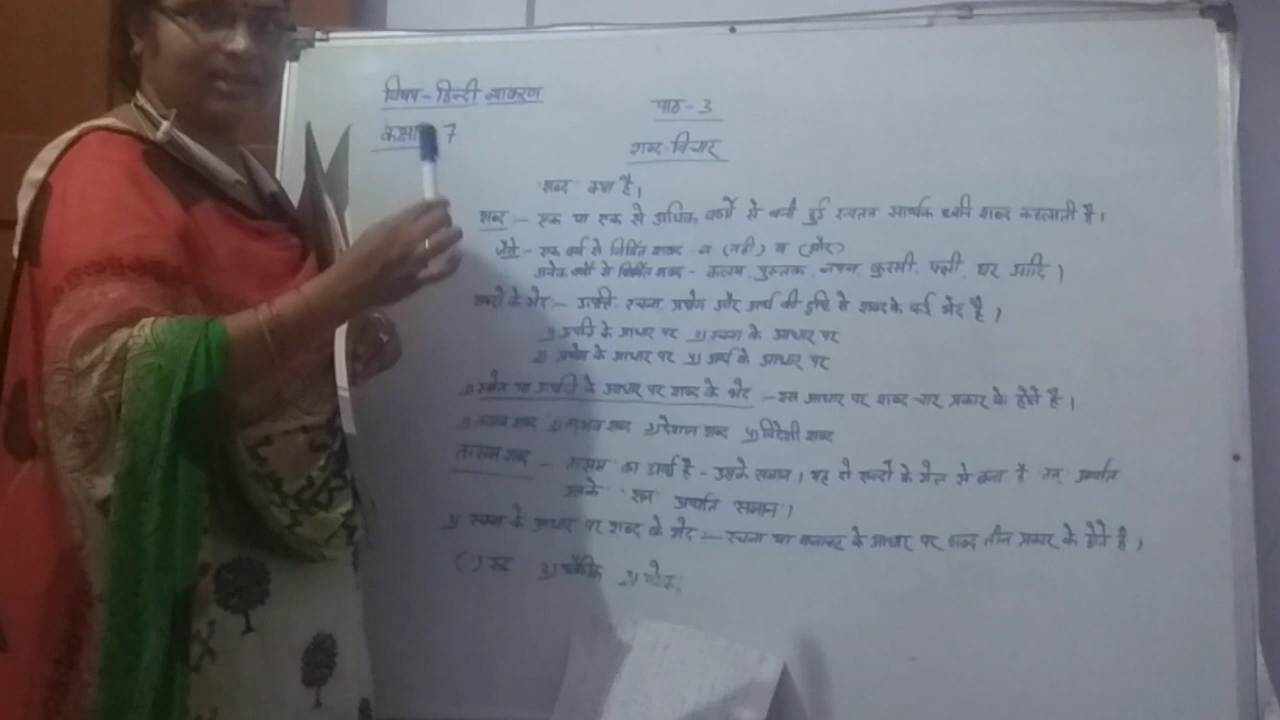 विषय - हिन्दी व्याकरण
पाठ - 3
कक्षा 7
शब्द-विचार
शब्द क्या है।
शब्द :- एक या एक से अधिक वर्णों से बनी हुई स्वतंत्र सार्थक ध्वनि शब्द कहलाती है।
जैसे - एक वर्ण से निर्मित शब्द - न (नहीं) व (और)
अनेक वर्णों से निर्मित शब्द - कलम, पुस्तक, कुरसी, घर आदि।
शब्दों के भेद :- उत्पत्ति, रचना, प्रयोग और अर्थ की दृष्टि से शब्द के कई भेद है।
1) उत्पत्ति के आधार पर 2) रचना के आधार पर
3) प्रयोग के आधार पर 4) अर्थ के आधार पर
1) स्त्रोत या उत्पत्ति के आधार पर शब्द के भेद :- इस आधार पर शब्द चार प्रकार के होते है।
1) तत्सम शब्द 2) तद्भव शब्द 3) देशज शब्द 4) विदेशी शब्द
तत्सम शब्द - तत्सम का अर्थ है - उसके समान। यह दो शब्दों के मेल से बना है तत् अर्थात
उसके सम अर्थात समान।
2) रचना के आधार पर शब्द के भेद :- रचना या बनावट के आधार पर शब्द तीन प्रकार के होते है।
(1) रूढ़ 2) यौगिक 3)